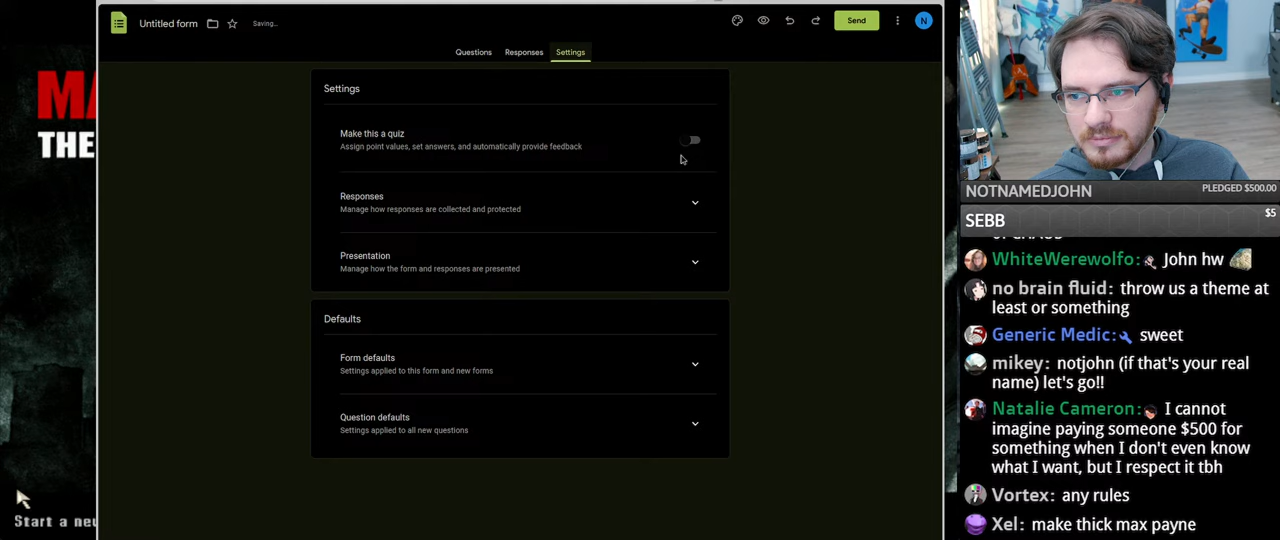 Untitled form
Saving...
Send
N
Questions
Responses
Settings
MA
THE
Settings
Make this a quiz
Assign point values, set answers, and automatically provide feedback
Responses
Manage how responses are collected and protected
Presentation
Manage how the form and responses are presented
Defaults
Form defaults
Settings applied to this form and new forms
Question defaults
Settings applied to all new questions
Start a new
NOTNAMEDJOHN
PLEDGED $500.00
SEBB
$5
WhiteWerewolfo: John hw
no brain fluid: throw us a theme at
least or something
Generic Medic: sweet
mikey: notjohn (if that's your real
name) let's go!!
Natalie Cameron: I cannot
imagine paying someone $500 for
something when I don't even know
what I want, but I respect it tbh
Vortex: any rules
Xel: make thick max payne